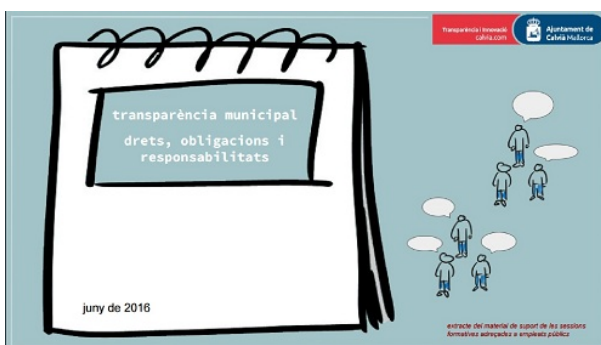 Transparència i Innovació
calvia.com
Ajuntament de
Calvià Mallorca
transparència municipal
drets, obligacions i
responsabilitats
juny de 2016
extracte del material de suport de les sessions
formatives adreçades a empleats públics